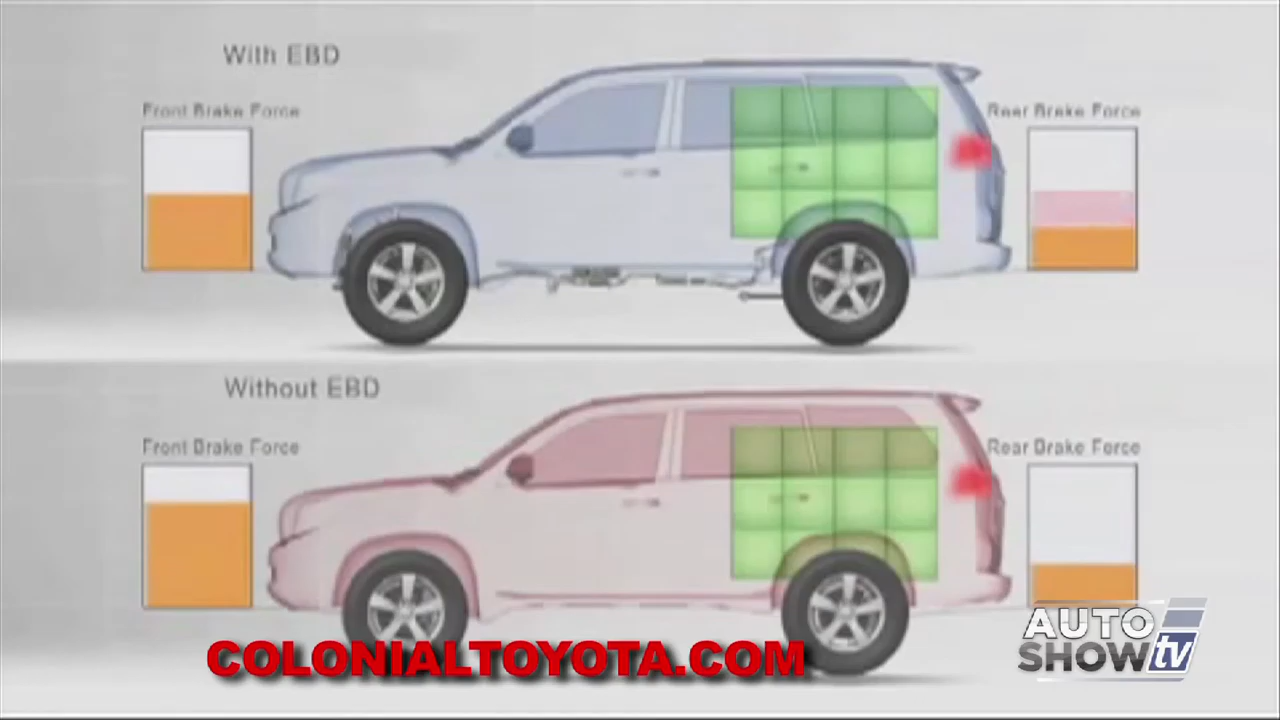 With EBD
Front Brake Force
Rear Brake Force
Without EBD
Front Brake Force
Rear Brake Force
COLONIALTOYOTA.COM
AUTO
SHOW tv